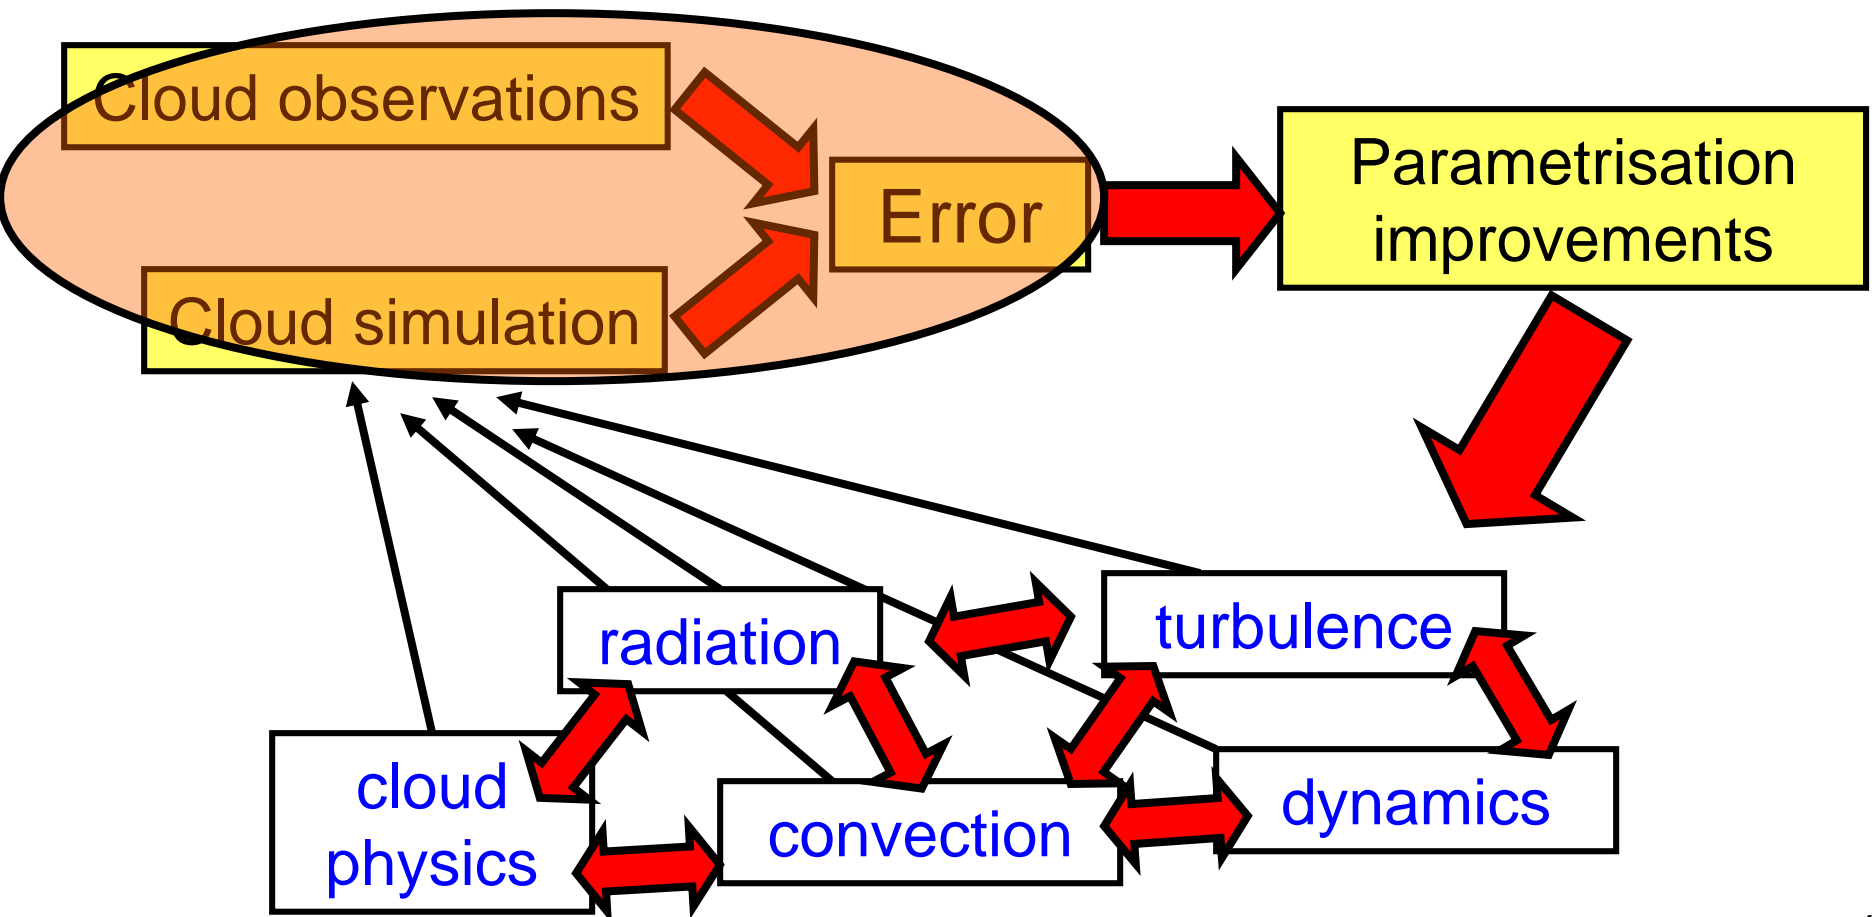 Cloud observations
Error
Parametrisation
improvements
Cloud simulation
radiation
turbulence
cloud
physics
convection
dynamics